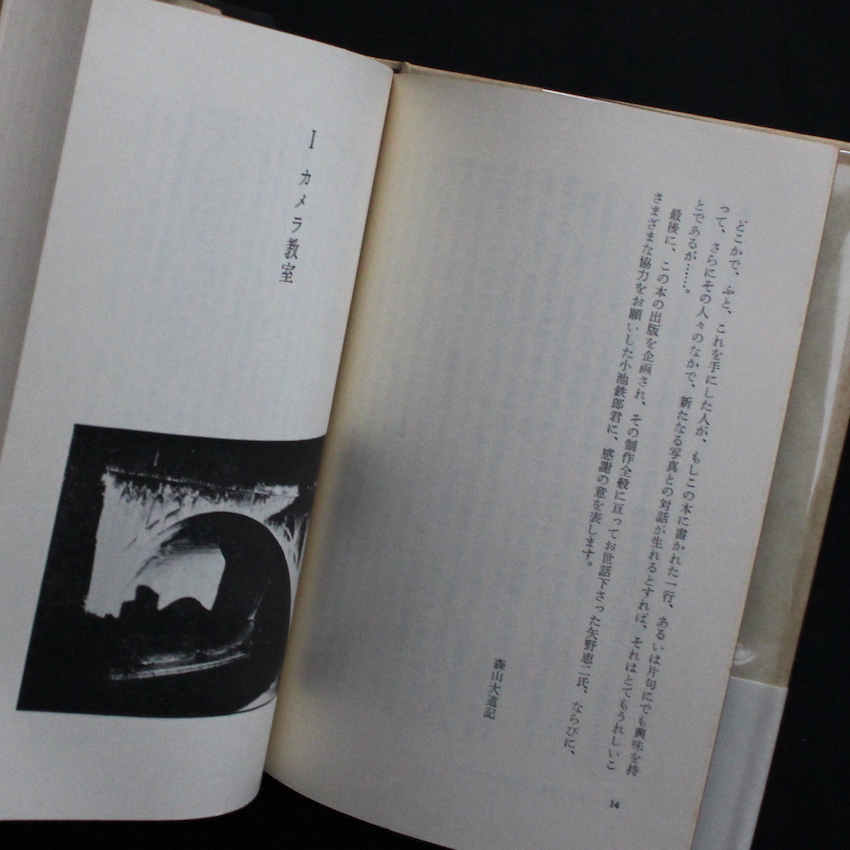 どこかで、ふと、これを手にした人が、もしこの本に書かれた一行、あるいは片句にでも興味を持
って、さらにその人々のなかで、新たなる写真との対話が生れるとすれば、それはとてもうれしいこ
とであるが……。
最後に、この本の出版を企画され、その制作全般に亘ってお世話下さった矢野恵二氏、ならびに、
さまざまな協力をお願いした小池鉄郎君に、感謝の意を表します。
森山大道記
14
I カメラ教室